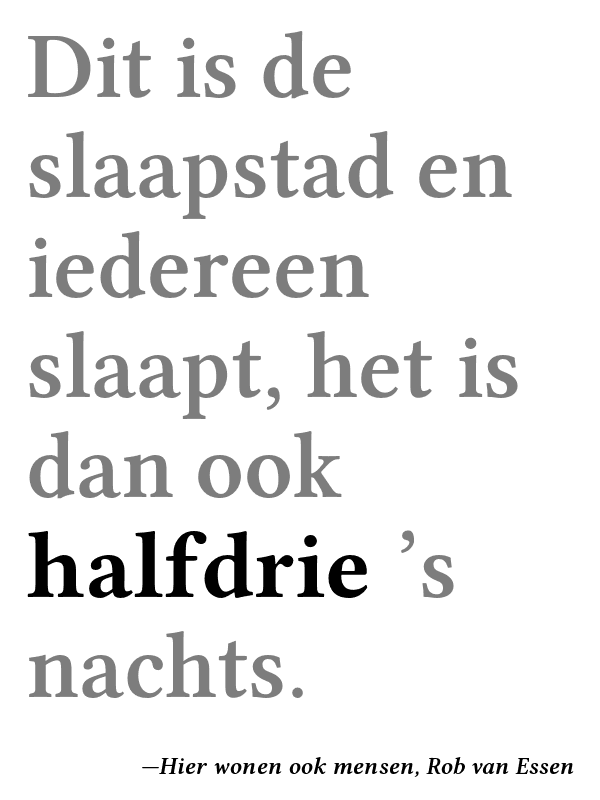 Dit is de
slaapstad en
iedereen
slaapt, het is
dan ook
halfdrie ’s
nachts.
—Hier wonen ook mensen, Rob van Essen